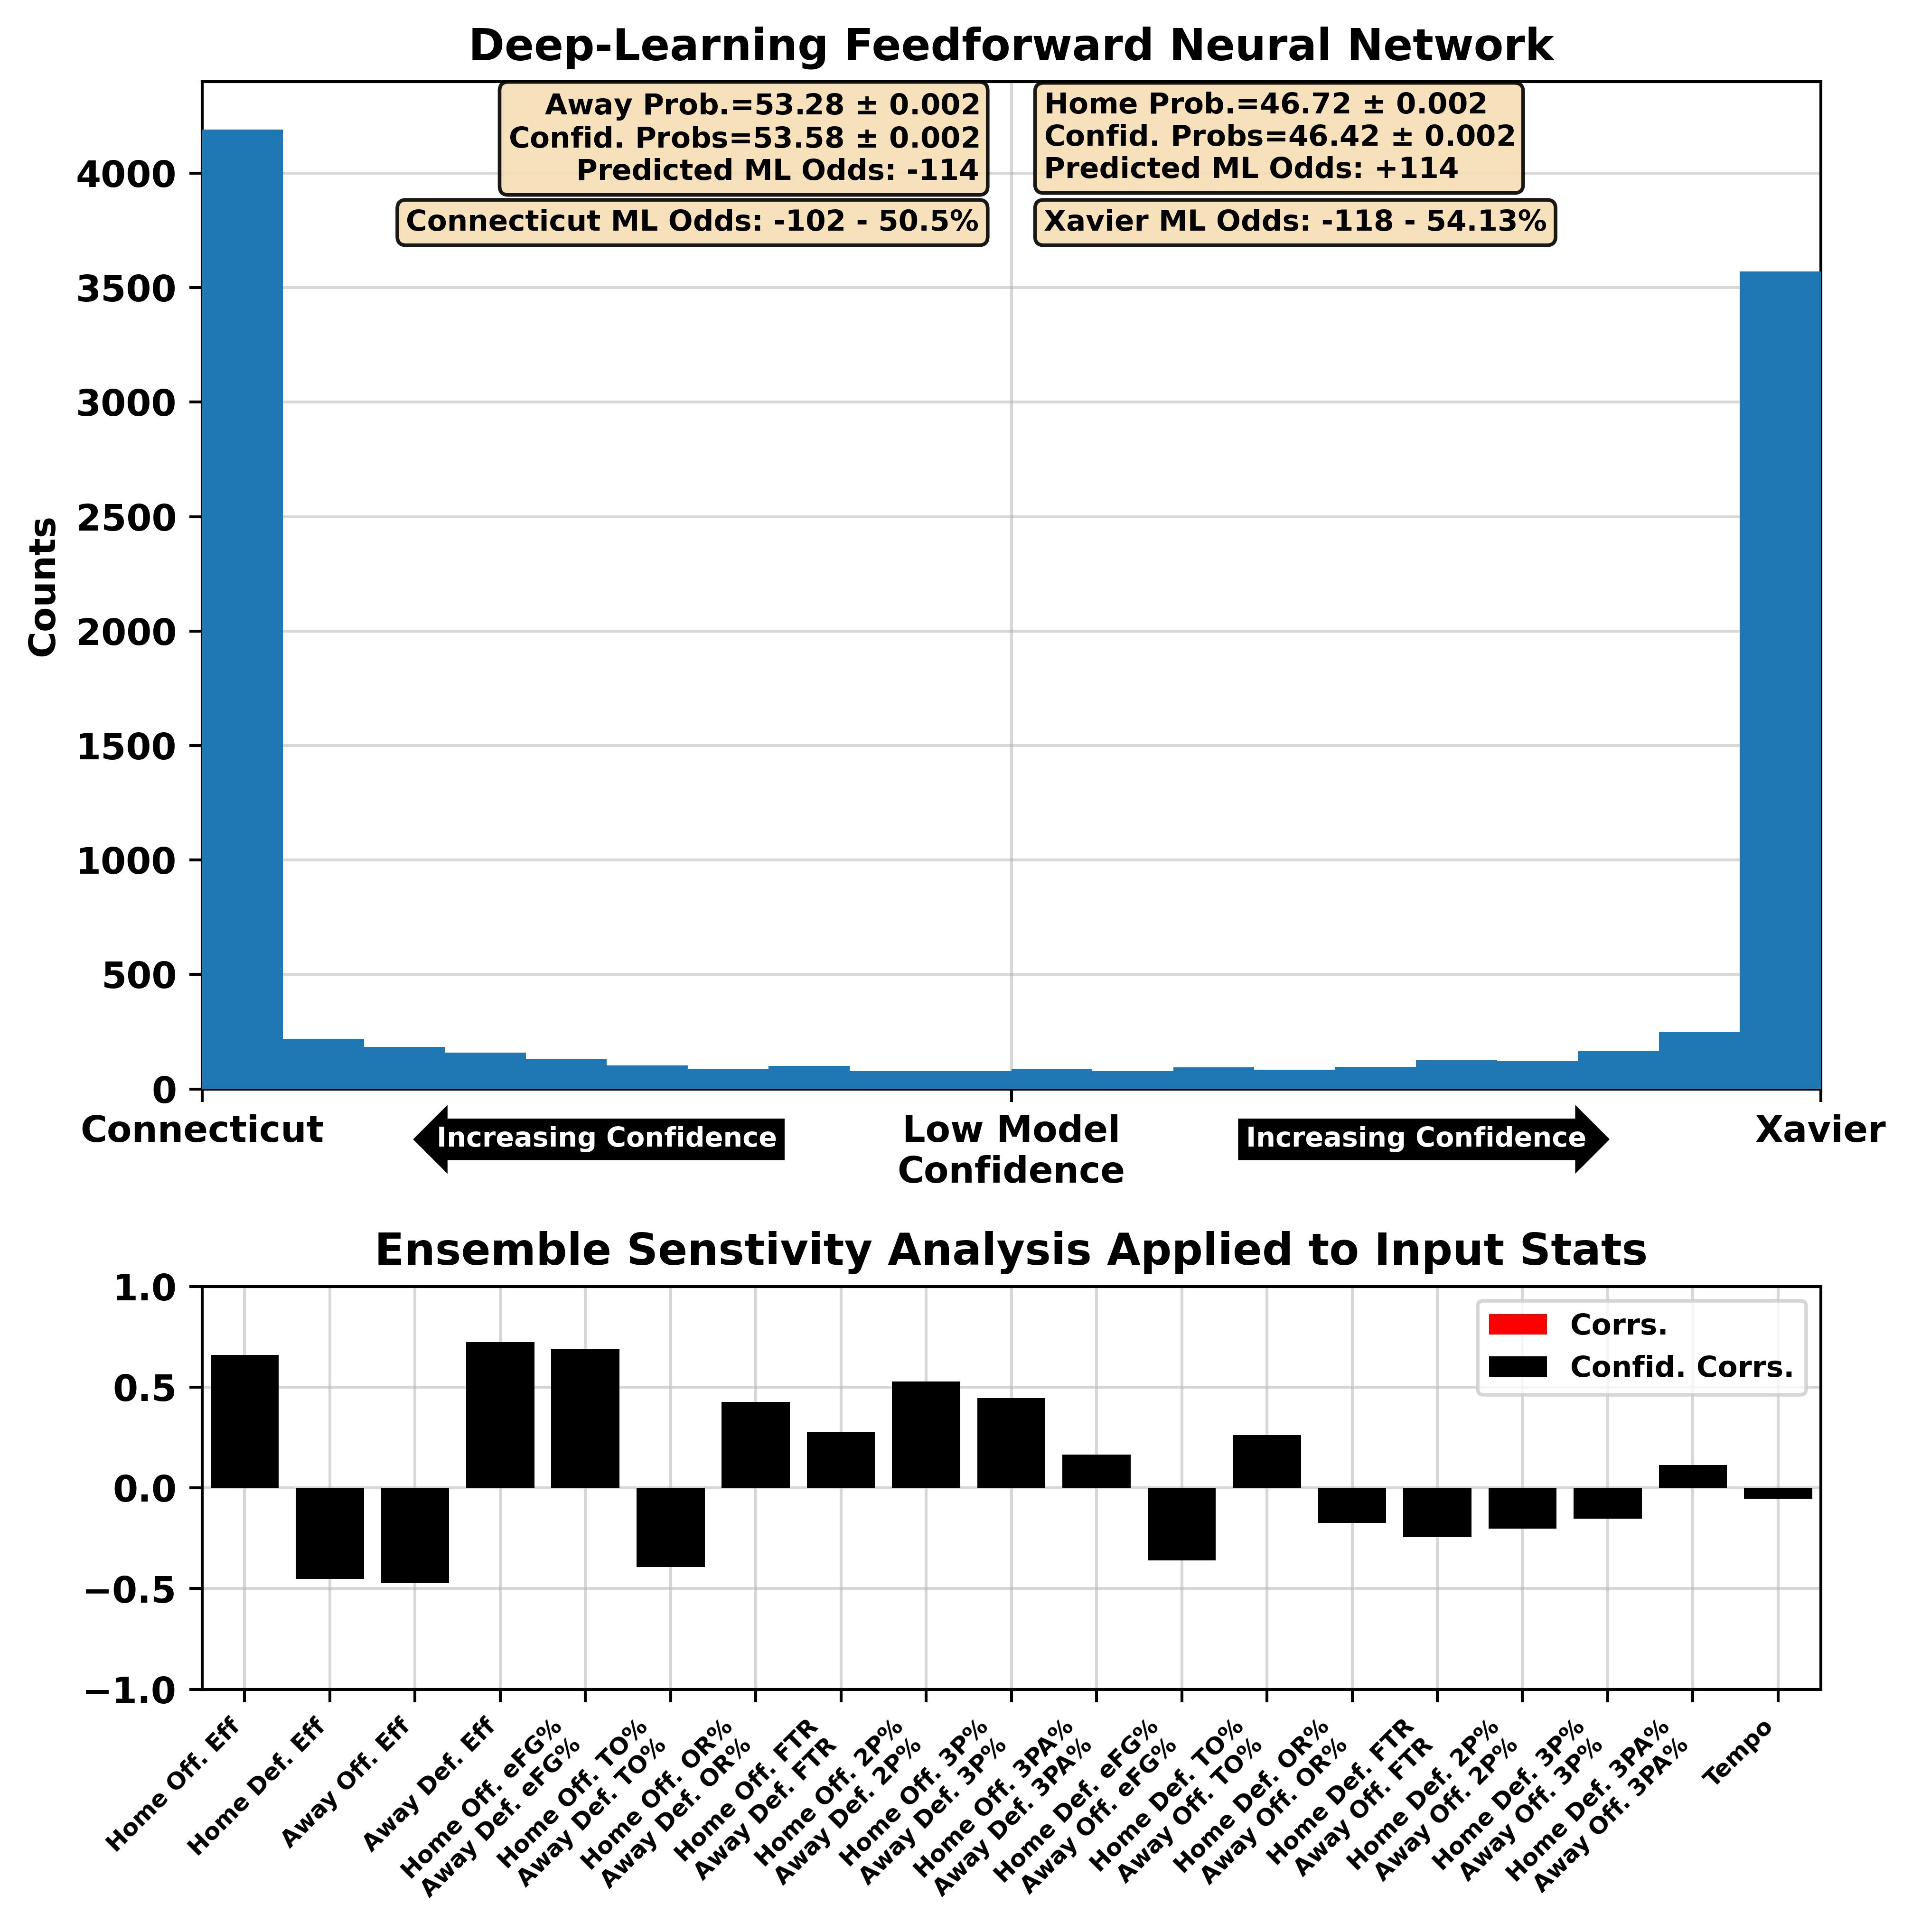 Deep-Learning Feedforward Neural Network
Away Prob.=53.28 ± 0.002
Confid. Probs=53.58 ± 0.002
Predicted ML Odds: -114
Home Prob.=46.72 ± 0.002
Confid. Probs=46.42 ± 0.002
Predicted ML Odds: +114
Connecticut ML Odds: -102 - 50.5%
Xavier ML Odds: -118 - 54.13%
Counts
4000
3500
3000
2500
2000
1500
1000
500
0
Connecticut
Increasing Confidence
Low Model
Confidence
Increasing Confidence
Xavier
Ensemble Senstivity Analysis Applied to Input Stats
1.0
0.5
0.0
−0.5
−1.0
Corrs.
Confid. Corrs.
Home Off. Eff
Home Def. Eff
Away Off. Eff
Away Def. Eff
Home Off. eFG%
Away Def. eFG%
Home Off. TO%
Away Def. TO%
Home Off. OR%
Away Def. OR%
Home Off. FTR
Away Def. FTR
Home Off. 2P%
Away Def. 2P%
Home Off. 3P%
Away Def. 3P%
Home Off. 3PA%
Away Def. 3PA%
Home Def. eFG%
Away Off. eFG%
Home Def. TO%
Away Off. TO%
Home Def. OR%
Away Off. OR%
Home Def. FTR
Away Off. FTR
Home Def. 2P%
Away Off. 2P%
Home Def. 3P%
Away Off. 3P%
Home Def. 3PA%
Away Off. 3PA%
Tempo